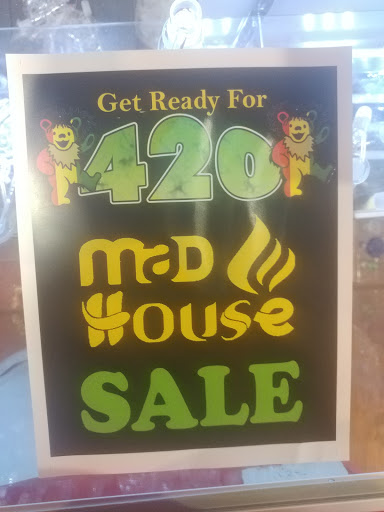 Get Ready For
420
MaD
House
SALE